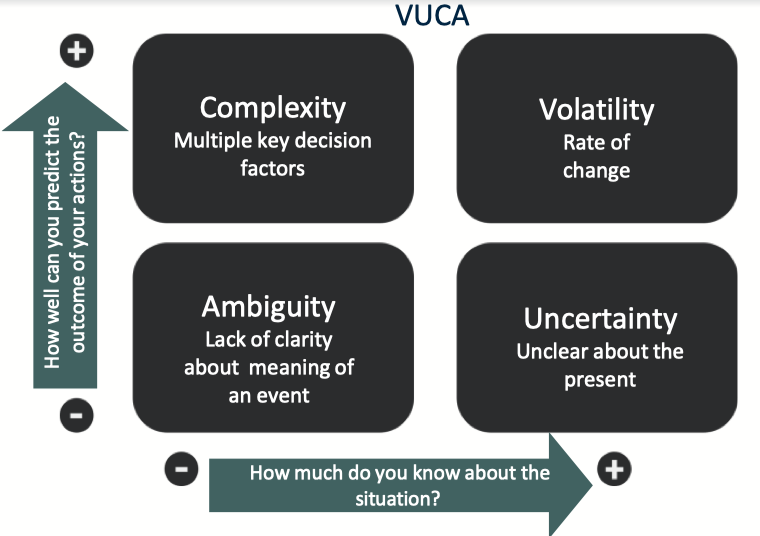 VUCA
+
How well can you predict the
outcome of your actions?
-
Complexity
Multiple key decision
factors
Volatility
Rate of
change
Ambiguity
Lack of clarity
about meaning of
an event
Uncertainty
Unclear about the
present
-
How much do you know about the
situation?
+